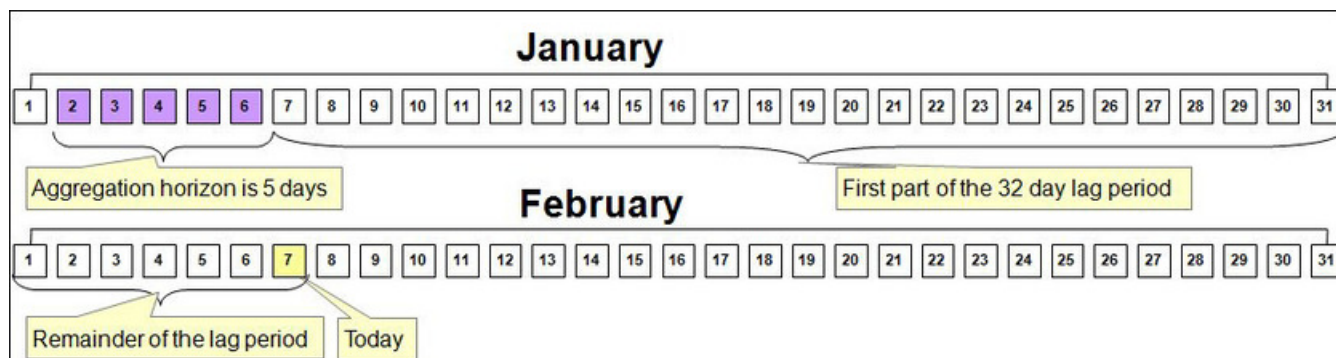 January
1 2 3 4 5 6 7 8 9 10 11 12 13 14 15 16 17 18 19 20 21 22 23 24 25 26 27 28 29 30 31
Aggregation horizon is 5 days
First part of the 32 day lag period
February
1 2 3 4 5 6 7 8 9 10 11 12 13 14 15 16 17 18 19 20 21 22 23 24 25 26 27 28 29 30 31
Remainder of the lag period
Today